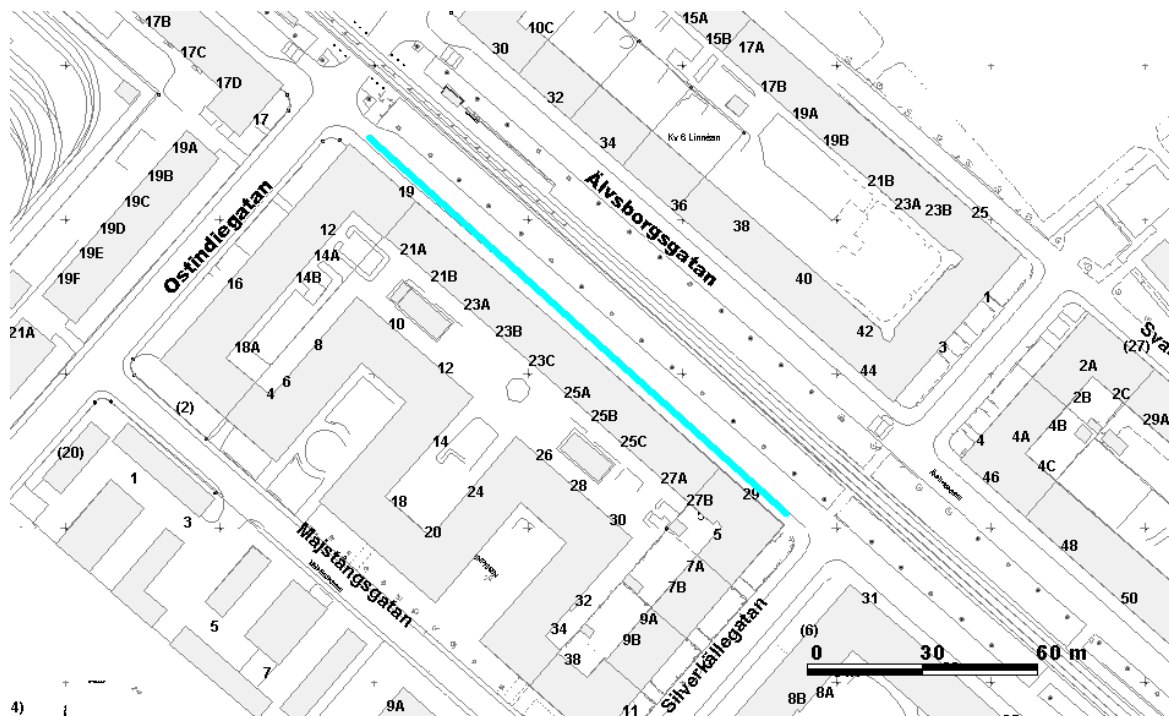 17B
17C
17D
17
19A
19B
19C
19D
19E
19F
21A
10C
30
32
34
36
38
40
42
44
15A
15B
17A
17B
19A
19B
Kv 6 Linnéan
21B
23A
23B
25
Älvsborgsgatan
Ostindiegatan
19
12
14A
14B
16
18A
8
6
4
10
12
21A
21B
23A
23B
23C
25A
25B
25C
27A
27B
29
5
7A
7B
9A
9B
14
18
20
24
26
28
30
32
34
38
11
(2)
(20)
1
3
5
7
9A
4)
Majstångsgatan
Silverkällegatan
1
3
(27)
2A
2B
2C
4
4A
4B
4C
29A
46
48
50
31
(6)
8B
8A
0 30 60 m